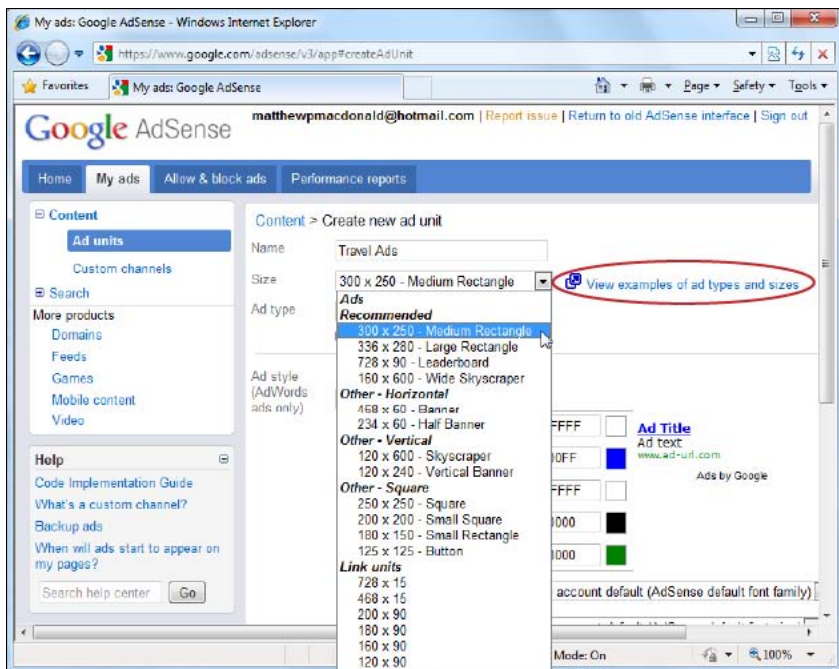 My ads: Google AdSense - Windows Internet Explorer
https://www.google.com/adsense/v3/app#createAdUnit
Favorites
My ads: Google AdSense
Page
Safety
Tools
Google AdSense
matthewpmacdonald@hotmail.com | Report issue | Return to old AdSense interface | Sign out
Home
My ads
Allow & block ads
Performance reports
Content
Ad units
Custom channels
Search
More products
Domains
Feeds
Games
Mobile content
Video
Help
Code Implementation Guide
What's a custom channel?
Backup ads
When will ads start to appear on
my pages?
Search help center
Go
Content > Create new ad unit
Name
Travel Ads
Size
300 x 250 - Medium Rectangle
View examples of ad types and sizes
Ad type
Ads
Recommended
300 x 250 - Medium Rectangle
336 x 280 - Large Rectangle
728 x 90 - Leaderboard
160 x 600 - Wide Skyscraper
Other - Horizontal
468 x 60 - Banner
234 x 60 - Half Banner
Other - Vertical
120 x 600 - Skyscraper
120 x 240 - Vertical Banner
Other - Square
250 x 250 - Square
200 x 200 - Small Square
180 x 150 - Small Rectangle
125 x 125 - Button
Link units
728 x 15
468 x 15
200 x 90
180 x 90
160 x 90
120 x 90
Ad style
(AdWords
ads only)
FFFF
00FF
FFFF
0000
0000
Ad Title
Ad text
www.ad-url.com
Ads by Google
account default (AdSense default font family)
Mode: On
100%